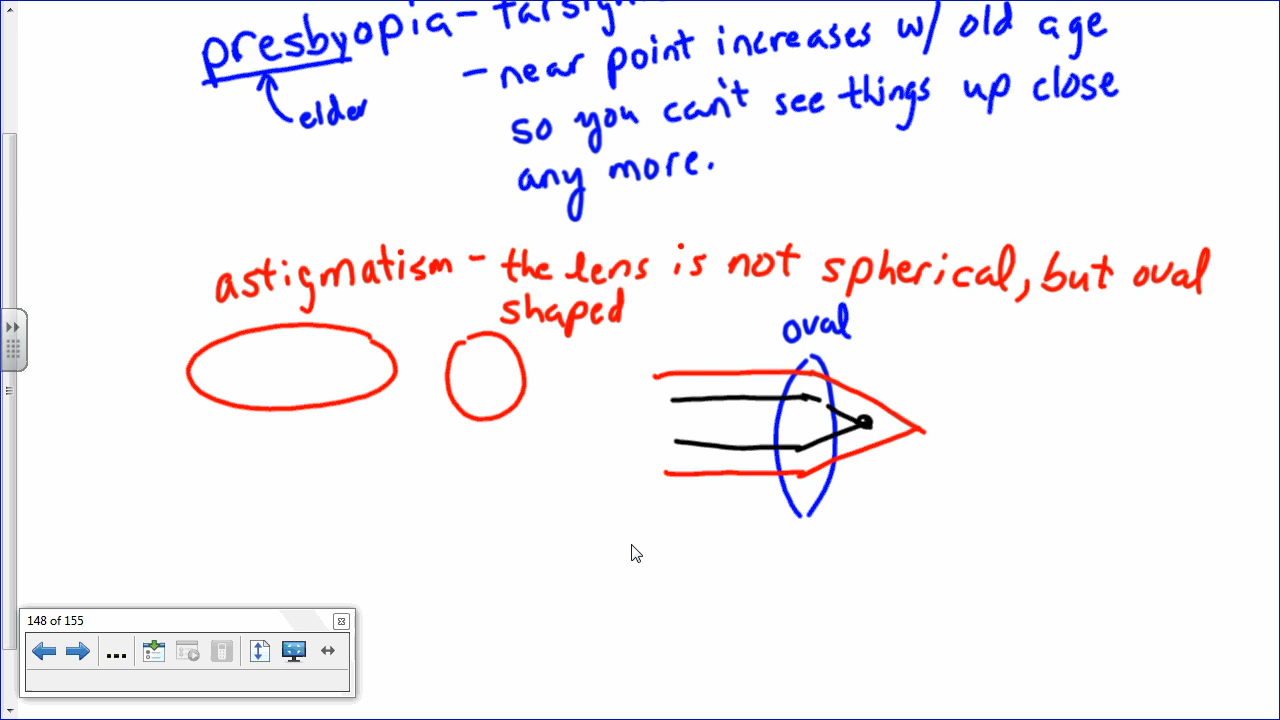 presbyopia -
- near point increases w/ old age
elder
so you can't see things up close
any more.
astigmatism - the lens is not spherical, but oval
shaped
oval
148 of 155